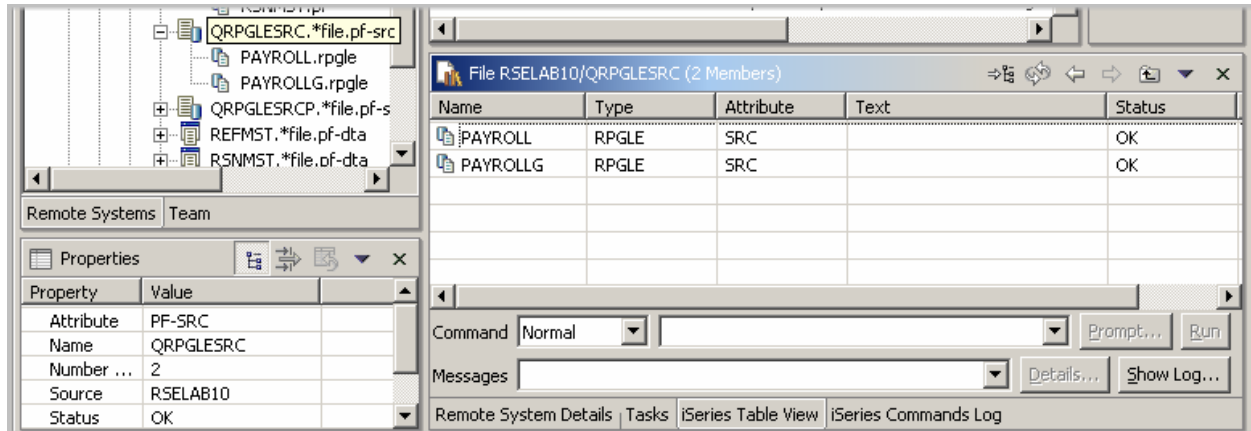 QRPGLESRC.*file.pf-src
PAYROLL.rpgle
PAYROLLG.rpgle
QRPGLESRCP.*file.pf-s
REFMST.*file.pf-dta
RSNMST.*file.pf-dta
Remote Systems Team
Properties
Property Value
Attribute PF-SRC
Name QRPGLESRC
Number ... 2
Source RSELAB10
Status OK
File RSELAB10/QRPGLESRC (2 Members)
Name Type Attribute Text Status
PAYROLL RPGLE SRC OK
PAYROLLG RPGLE SRC OK
Command Normal Prompt... Run
Messages Details... Show Log...
Remote System Details Tasks iSeries Table View iSeries Commands Log